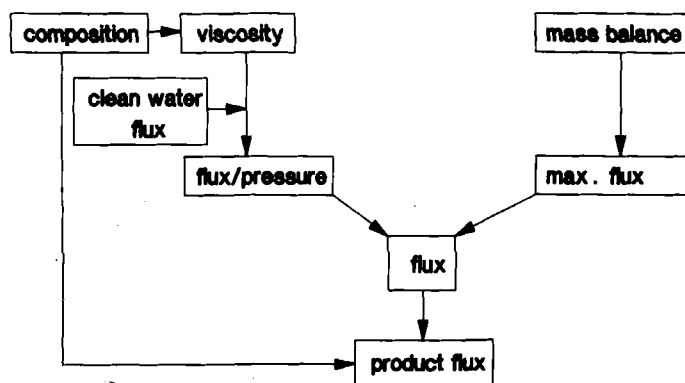 composition
viscosity
mass balance
clean water
flux
flux/pressure
max. flux
flux
product flux